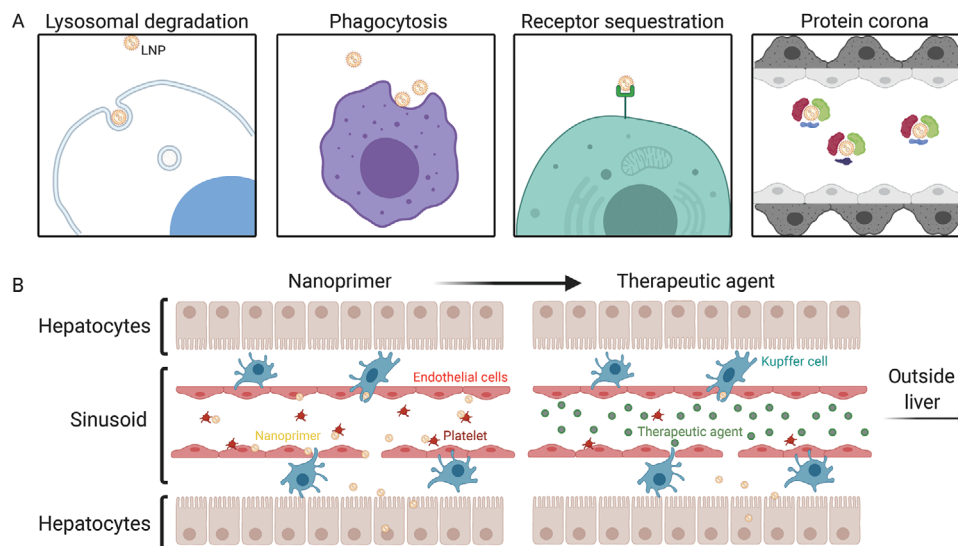 A
Lysosomal degradation
Phagocytosis
Receptor sequestration
Protein corona
LNP
B
Nanoprimer
Therapeutic agent
Hepatocytes
Kupffer cell
Endothelial cells
Sinusoid
Outside
liver
Nanoprimer
Platelet
Therapeutic agent
Hepatocytes